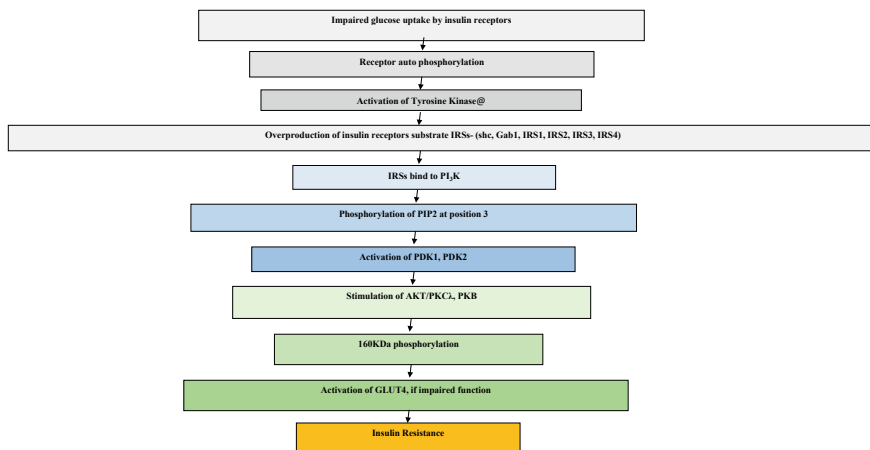 Impaired glucose uptake by insulin receptors
Receptor auto phosphorylation
Activation of Tyrosine Kinase@
Overproduction of insulin receptors substrate IRSs- (shc, Gab1, IRS1, IRS2, IRS3, IRS4)
IRSs bind to PI₃K
Phosphorylation of PIP2 at position 3
Activation of PDK1, PDK2
Stimulation of AKT/PKCλ, PKB
160KDa phosphorylation
Activation of GLUT4, if impaired function
Insulin Resistance